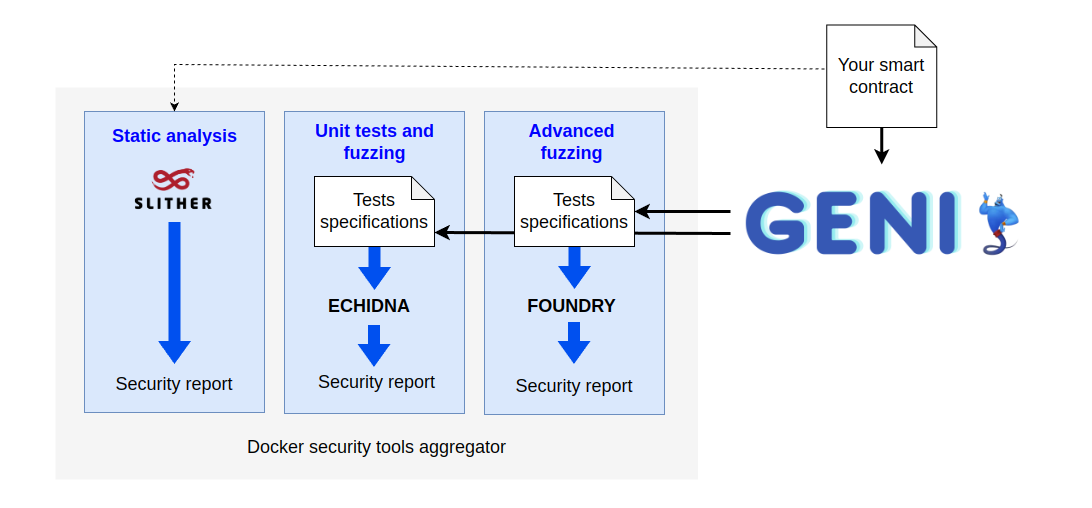 Your smart
contract
Static analysis
SLITHER
Security report
Unit tests and
fuzzing
Tests
specifications
ECHIDNA
Security report
Advanced
fuzzing
Tests
specifications
FOUNDRY
Security report
GENI
Docker security tools aggregator